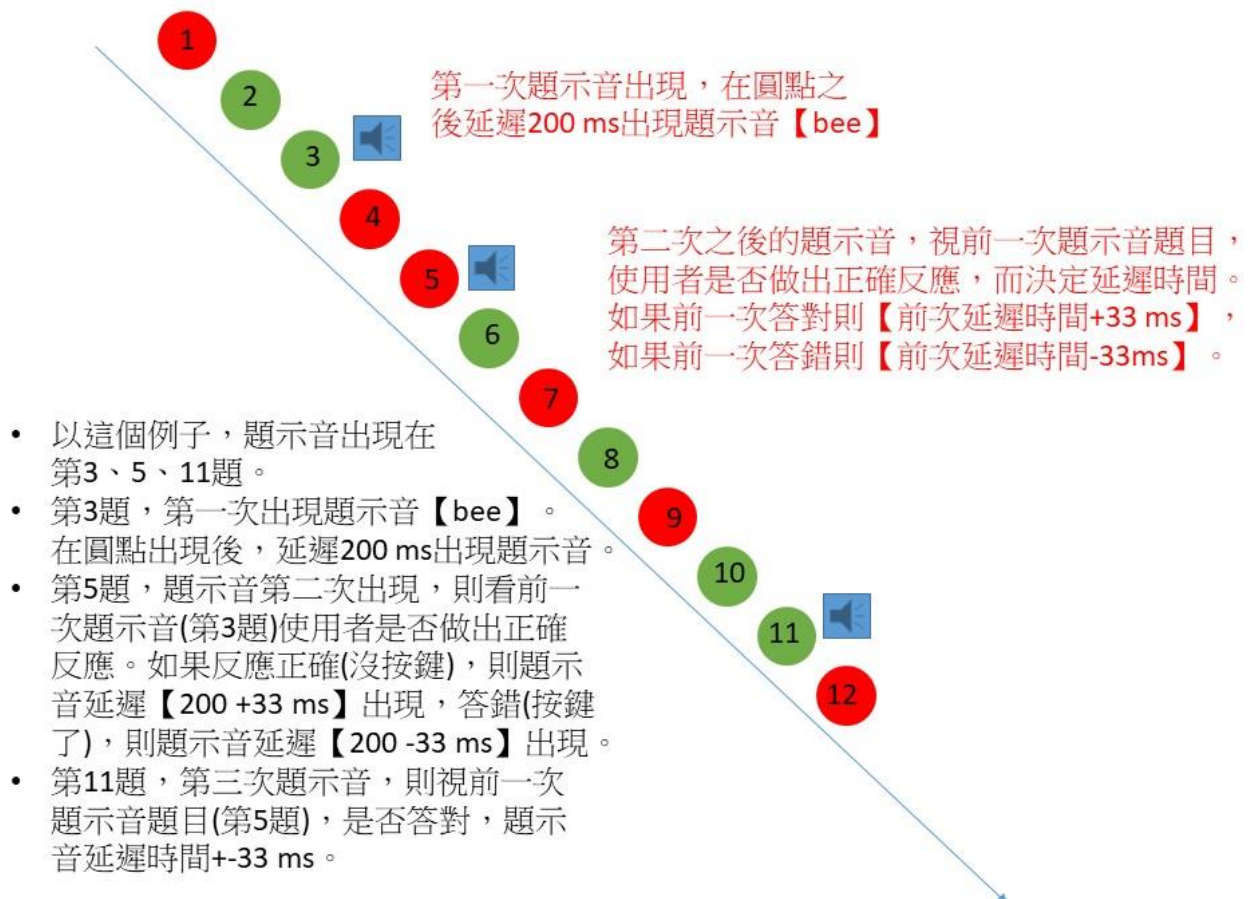 1
2
第一次題示音出現，在圓點之
後延遲200 ms出現題示音【bee】
3
4
第二次之後的題示音，視前一次題示音題目，
使用者是否做出正確反應，而決定延遲時間。
如果前一次答對則【前次延遲時間+33 ms】，
如果前一次答錯則【前次延遲時間-33ms】。
5
6
7
8
9
10
11
12
• 以這個例子，題示音出現在
第3、5、11題。
• 第3題，第一次出現題示音【bee】。
在圓點出現後，延遲200 ms出現題示音。
• 第5題，題示音第二次出現，則看前一
次題示音(第3題)使用者是否做出正確
反應。如果反應正確(沒按鍵)，則題示
音延遲【200 +33 ms】出現，答錯(按鍵
了)，則題示音延遲【200 -33 ms】出現。
• 第11題，第三次題示音，則視前一次
題示音題目(第5題)，是否答對，題示
音延遲時間+-33 ms。